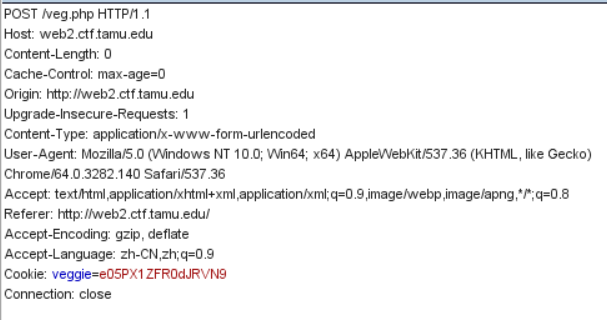 POST /veg.php HTTP/1.1
Host: web2.ctf.tamu.edu
Content-Length: 0
Cache-Control: max-age=0
Origin: http://web2.ctf.tamu.edu
Upgrade-Insecure-Requests: 1
Content-Type: application/x-www-form-urlencoded
User-Agent: Mozilla/5.0 (Windows NT 10.0; Win64; x64) AppleWebKit/537.36 (KHTML, like Gecko)
Chrome/64.0.3282.140 Safari/537.36
Accept: text/html,application/xhtml+xml,application/xml;q=0.9,image/webp,image/apng,*/*;q=0.8
Referer: http://web2.ctf.tamu.edu/
Accept-Encoding: gzip, deflate
Accept-Language: zh-CN,zh;q=0.9
Cookie: veggie=e05PX1ZFR0dJRVN9
Connection: close